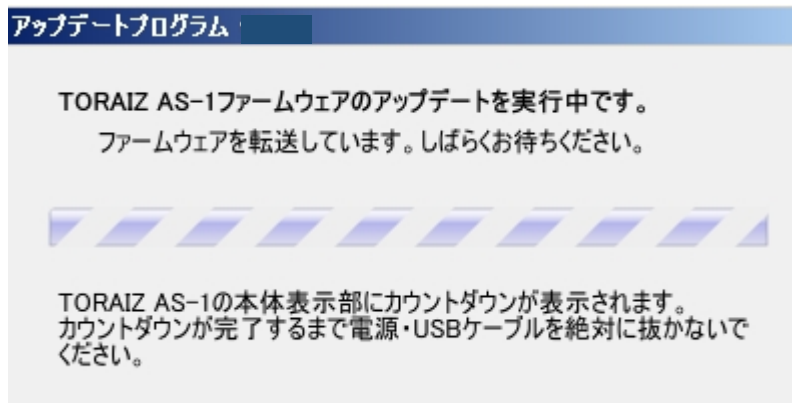 アップデートプログラム
TORAIZ AS-1ファームウェアのアップデートを実行中です。
ファームウェアを転送しています。しばらくお待ちください。
TORAIZ AS-1の本体表示部にカウントダウンが表示されます。
カウントダウンが完了するまで電源・USBケーブルを絶対に抜かないで
ください。